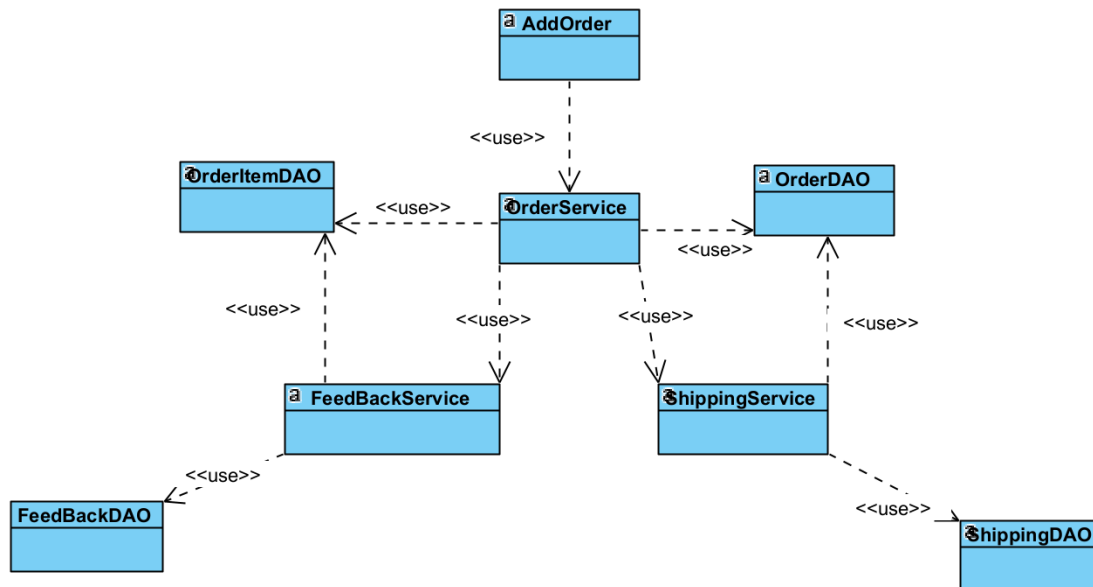 a AddOrder
<<use>>
a OrderItemDAO
a OrderDAO
<<use>>
a OrderService
<<use>>
<<use>>
<<use>>
<<use>>
<<use>>
a FeedBackService
a ShippingService
<<use>>
<<use>>
FeedBackDAO
a ShippingDAO